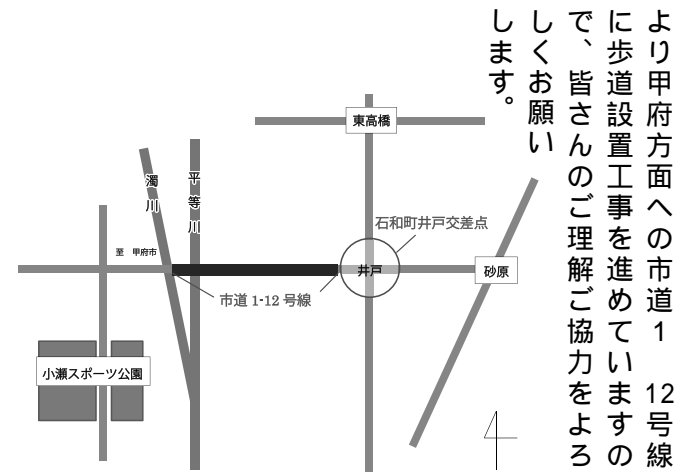 より甲府方面への市道1 12号線
に歩道設置工事を進めていますの
で、皆さんのご理解ご協力をよろ
しくお願い
します。
東高橋
濁川
平等川
石和町井戸交差点
至 甲府市
井戸
砂原
市道 1-12 号線
小瀬スポーツ公園